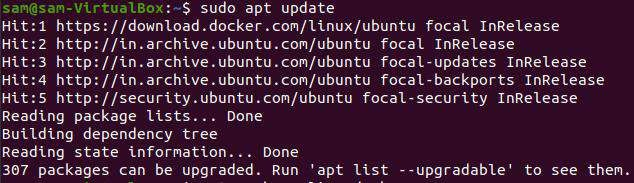 sam@sam-VirtualBox:~$ sudo apt update
Hit:1 https://download.docker.com/linux/ubuntu focal InRelease
Hit:2 http://in.archive.ubuntu.com/ubuntu focal InRelease
Hit:3 http://in.archive.ubuntu.com/ubuntu focal-updates InRelease
Hit:4 http://in.archive.ubuntu.com/ubuntu focal-backports InRelease
Hit:5 http://security.ubuntu.com/ubuntu focal-security InRelease
Reading package lists... Done
Building dependency tree
Reading state information... Done
307 packages can be upgraded. Run 'apt list --upgradable' to see them.